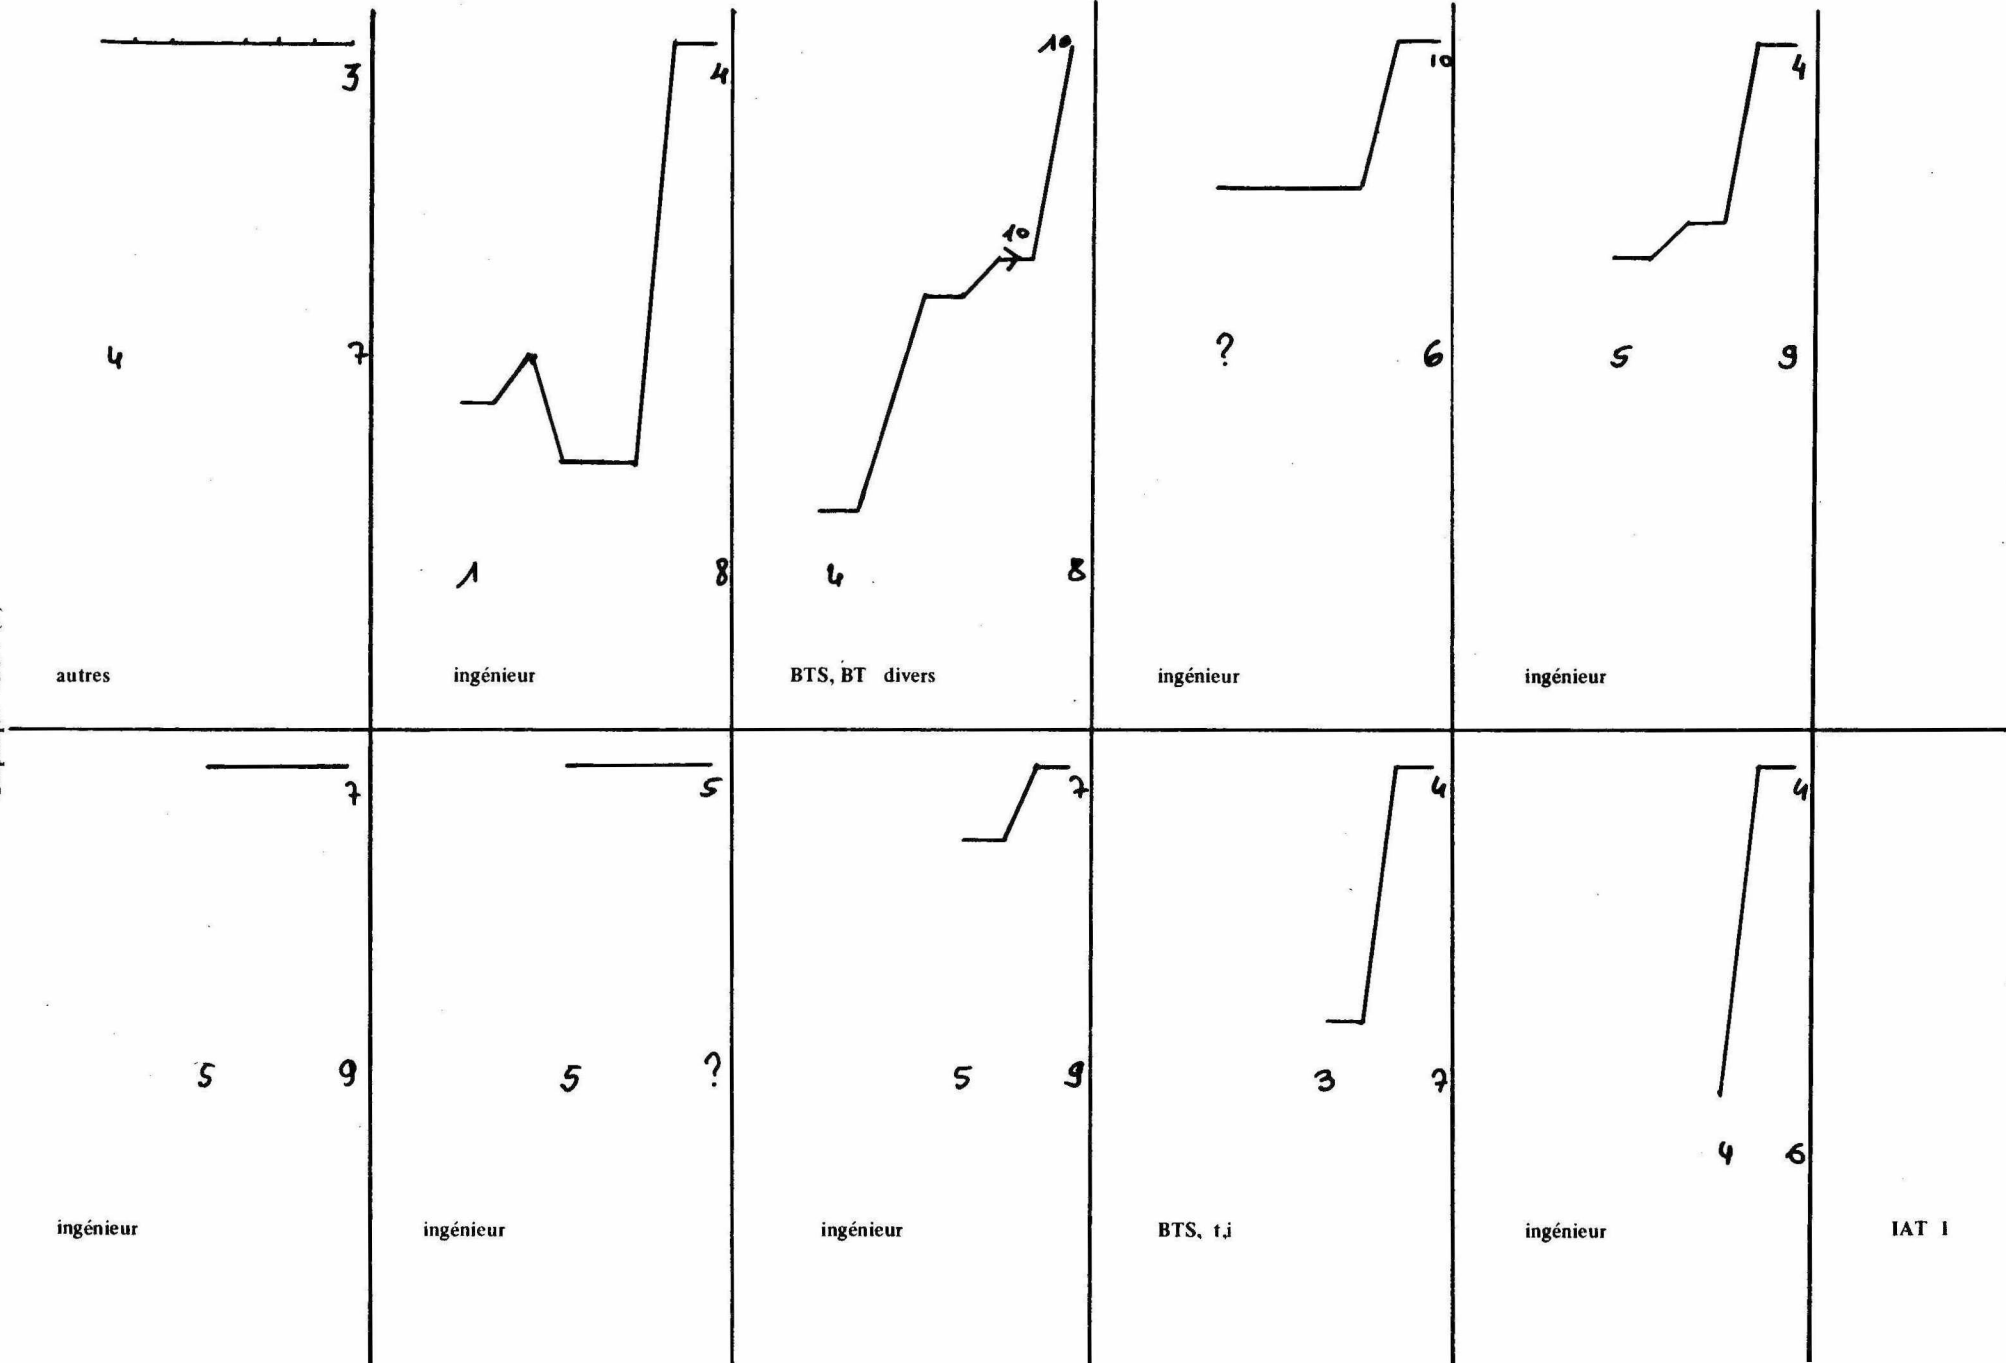 3 4 10 10 4
10
4 7 ? 6 5 9
1 8 4 8
autres ingénieur BTS, BT divers ingénieur ingénieur
7 5 7 4 4
5 9 5 ? 5 9 3 7
4 6
ingénieur ingénieur ingénieur BTS, t,i ingénieur IAT 1